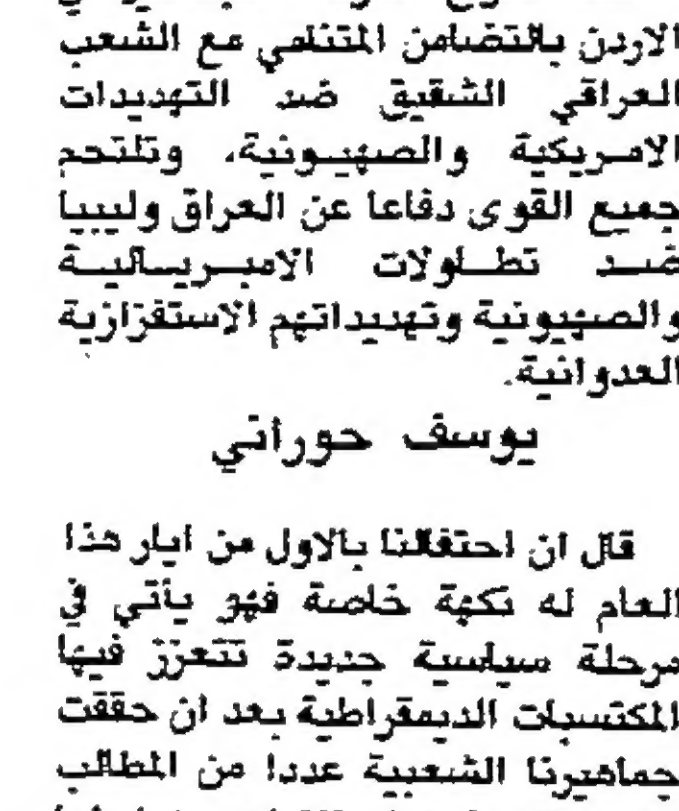 الاردن بالتضامن المتنامي مع الشعب
العراقي الشقيق ضد التهديدات
الامريكية والصهيونية، وتلتحم
جميع القوى دفاعا عن العراق وليبيا
ضد تطاولات الامبريالية
والصهيونية وتهديداتهم الاستفزازية
العدوانية.
يوسف حوراني
قال ان احتفالنا بالاول من ايار هذا
العام له نكهة خاصة فهو يأتي في
مرحلة سياسية جديدة تتعزز فيها
المكتسبات الديمقراطية بعد ان حققت
جماهيرنا الشعبية عددا من المطالب